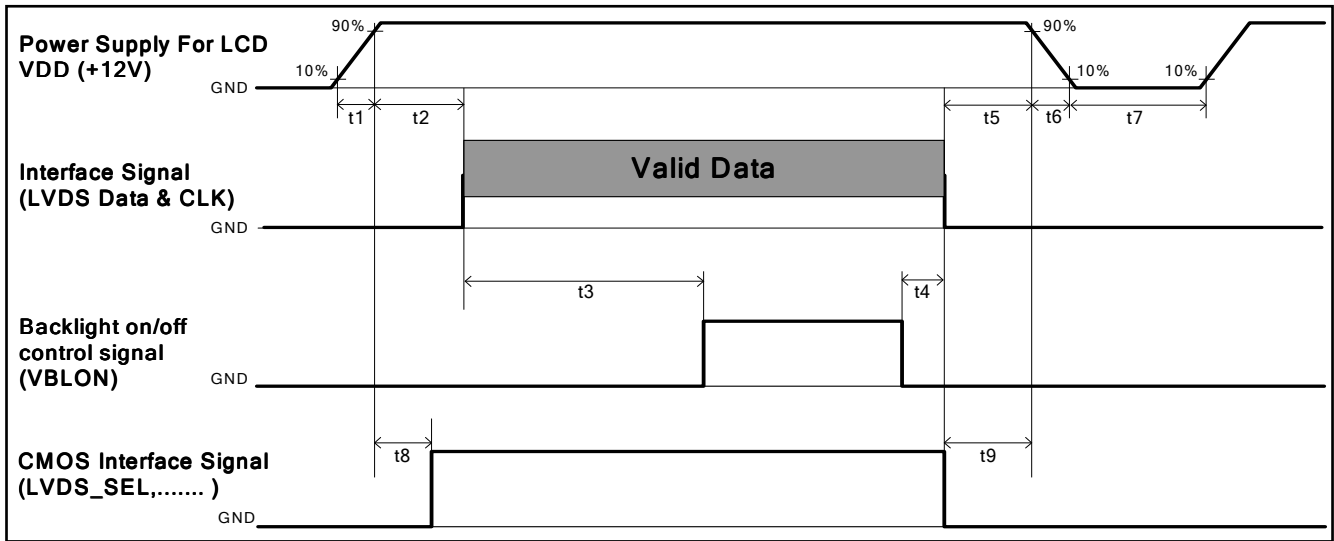 Power Supply For LCD
VDD (+12V)
90%
10%
GND
t1
t2
t5
90%
t6
10%
t7
10%
Interface Signal
(LVDS Data & CLK)
Valid Data
GND
t3
t4
Backlight on/off
control signal
(VBLON)
GND
t8
t9
CMOS Interface Signal
(LVDS_SEL,....... )
GND